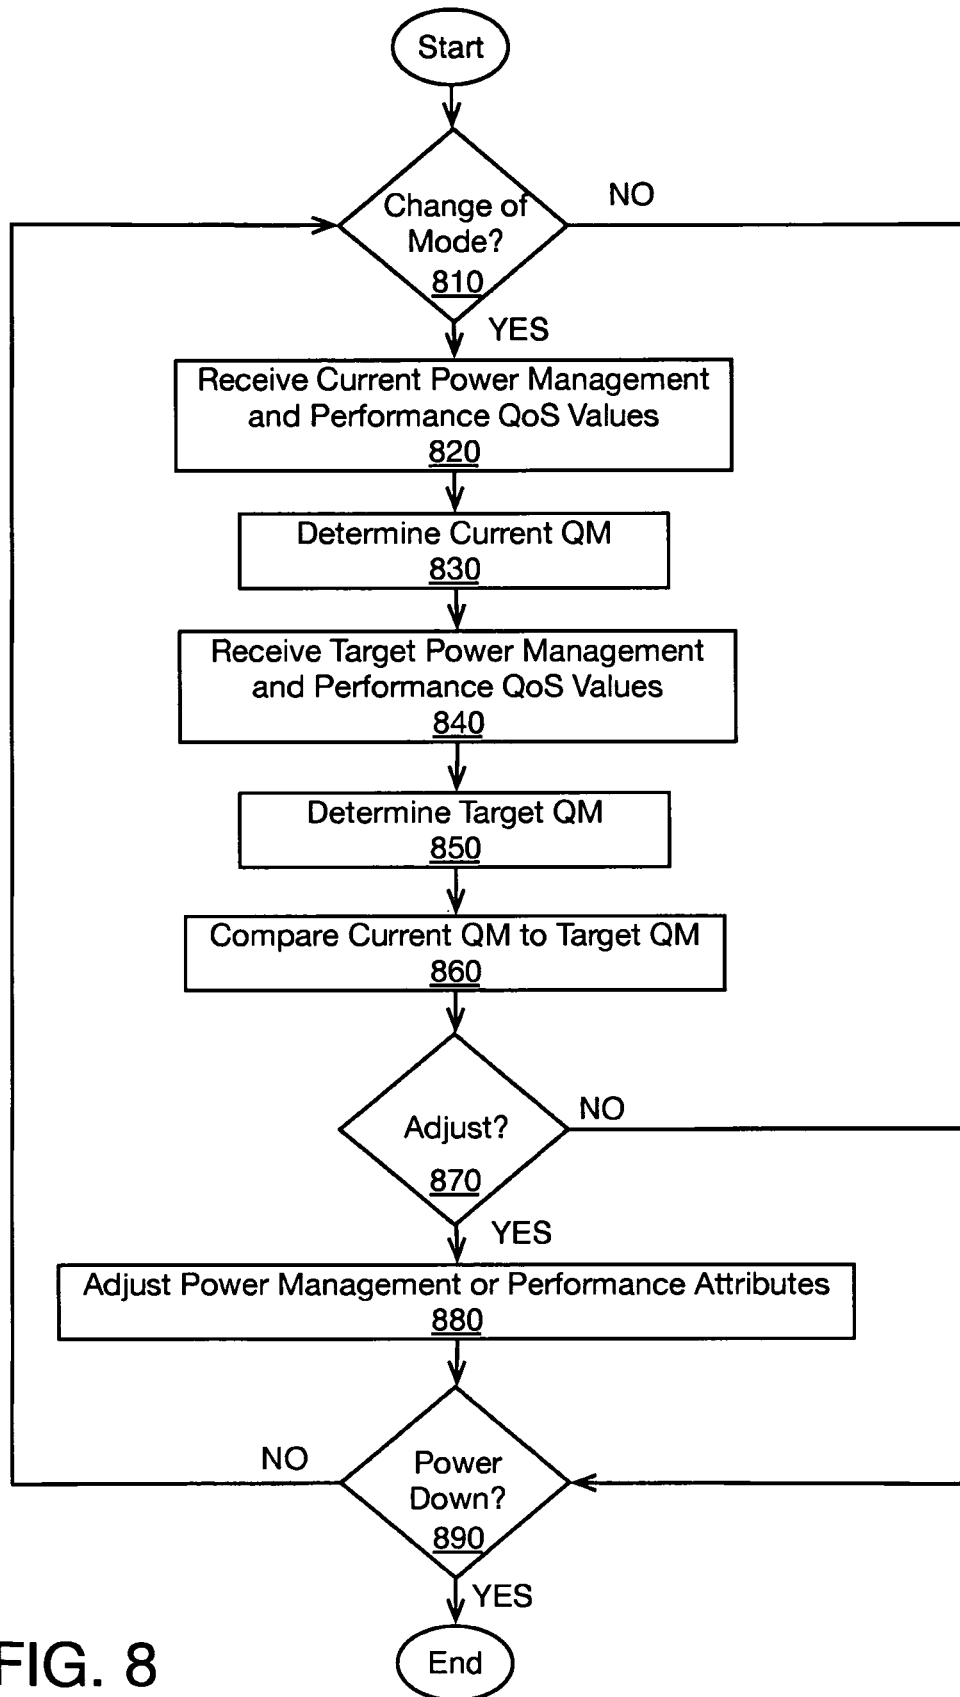 Start
Change of
Mode?
810
NO
YES
Receive Current Power Management
and Performance QoS Values
820
Determine Current QM
830
Receive Target Power Management
and Performance QoS Values
840
Determine Target QM
850
Compare Current QM to Target QM
860
Adjust?
870
NO
YES
Adjust Power Management or Performance Attributes
880
NO
Power
Down?
890
YES
End
FIG. 8